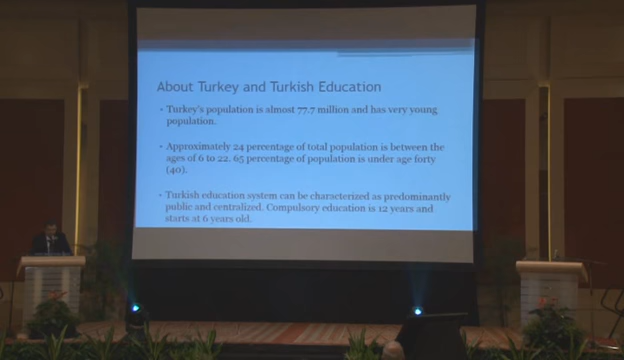 About Turkey and Turkish Education
• Turkey's population is almost 77.7 million and has very young
population.
• Approximately 24 percentage of total population is between the
ages of 6 to 22. 65 percentage of population is under age forty
(40).
• Turkish education system can be characterized as predominantly
public and centralized. Compulsory education is 12 years and
starts at 6 years old.